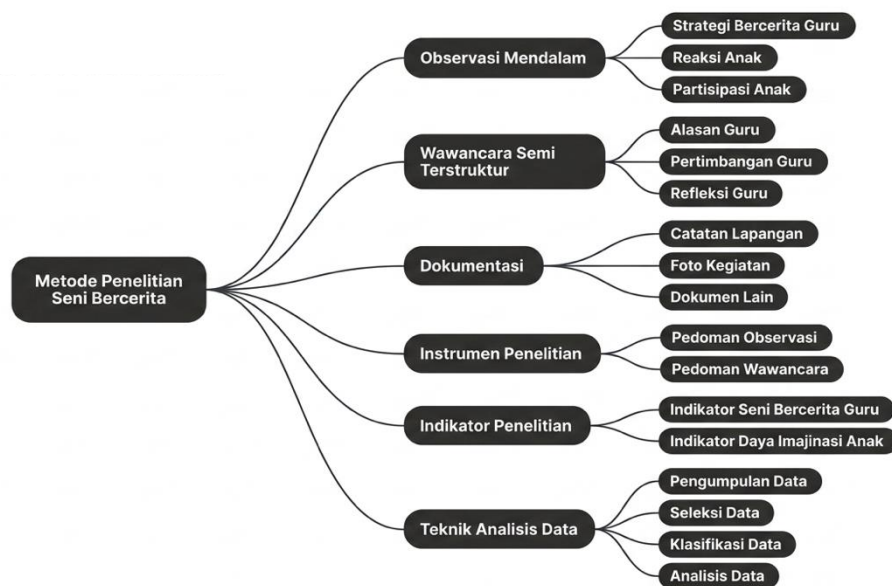 Metode Penelitian
Seni Bercerita
Observasi Mendalam
Strategi Bercerita Guru
Reaksi Anak
Partisipasi Anak
Wawancara Semi
Terstruktur
Alasan Guru
Pertimbangan Guru
Refleksi Guru
Dokumentasi
Catatan Lapangan
Foto Kegiatan
Dokumen Lain
Instrumen Penelitian
Pedoman Observasi
Pedoman Wawancara
Indikator Penelitian
Indikator Seni Bercerita Guru
Indikator Daya Imajinasi Anak
Teknik Analisis Data
Pengumpulan Data
Seleksi Data
Klasifikasi Data
Analisis Data